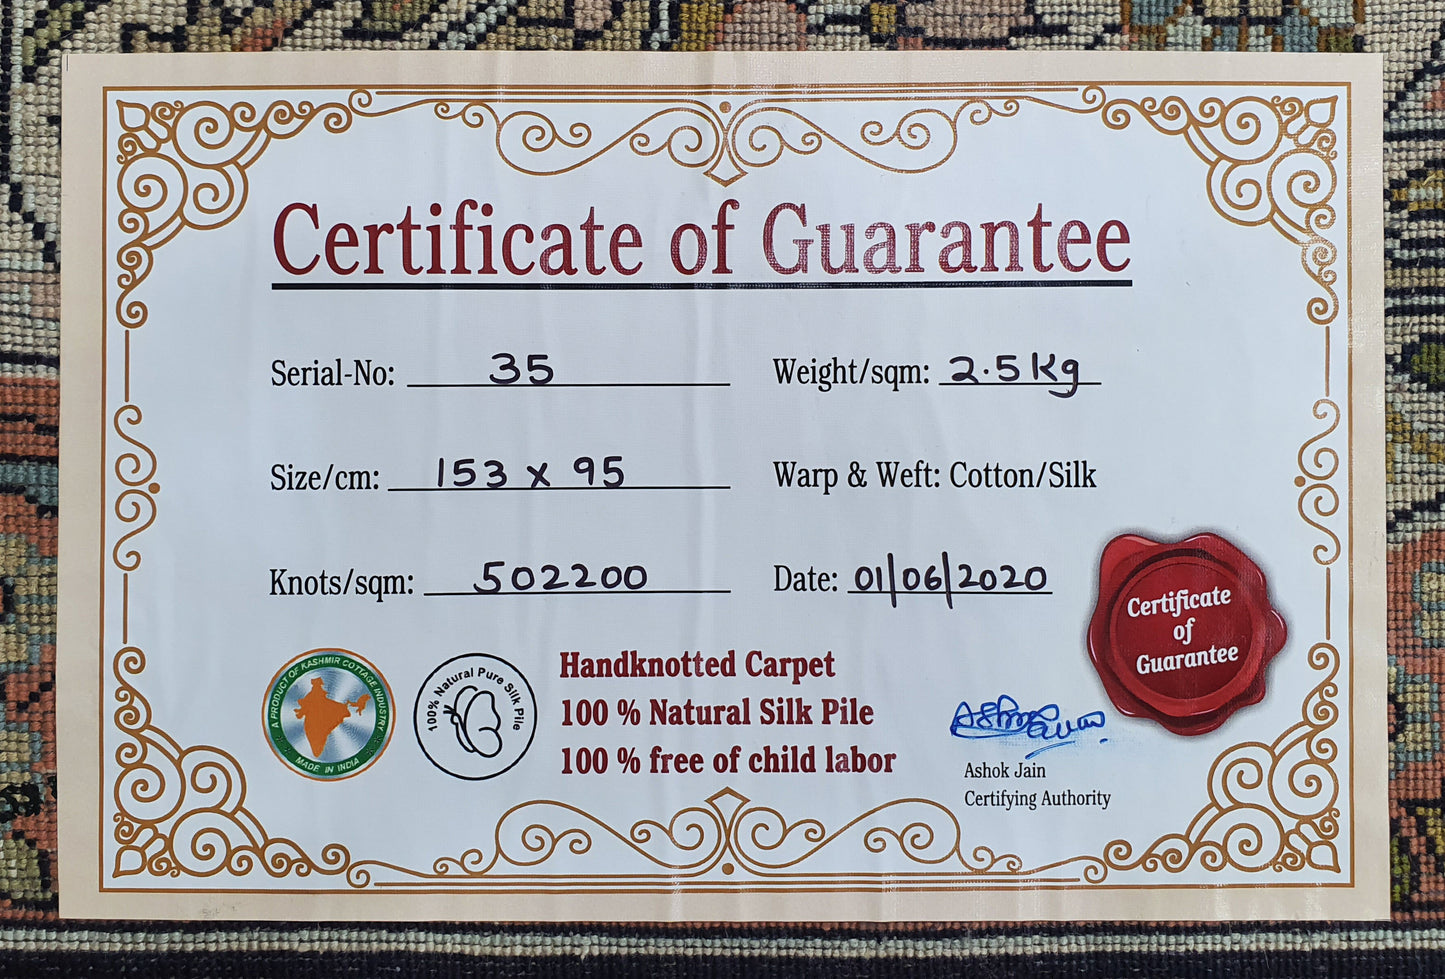 Certificate of Guarantee
Serial-No: 35
Weight/sqm: 2.5 Kg
Size/cm: 153 x 95
Warp & Weft: Cotton/Silk
Knots/sqm: 502200
Date: 01/06/2020
Certificate
of
Guarantee
A PRODUCT OF KASHMIR COTTAGE INDUSTRY
MADE IN INDIA
100% Natural Pure Silk Pile
Handknotted Carpet
100 % Natural Silk Pile
100 % free of child labor
Ashok Jain
Certifying Authority